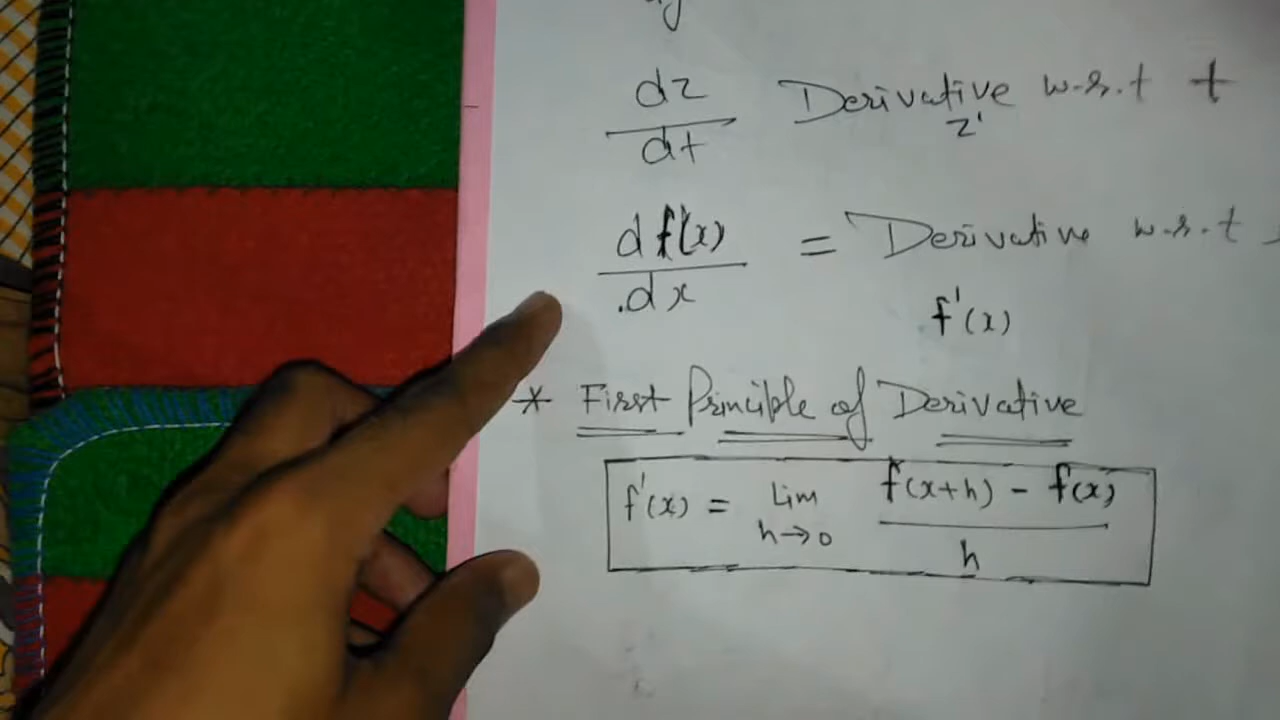 dz/dt Derivative w.r.t t
z'
d f(x)/dx = Derivative w.r.t
f'(x)
* First Principle of Derivative
f'(x) = Lim h→0 f(x+h) - f(x) / h